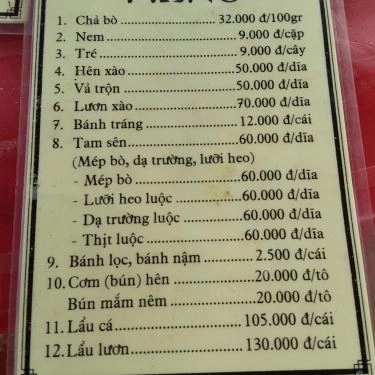 1. Chả bò ........................ 32.000 đ/100gr
2. Nem ............................ 9.000 đ/cặp
3. Tré ............................. 9.000 đ/cây
4. Hên xào ..................... 50.000 đ/dĩa
5. Vả trộn ...................... 50.000 đ/dĩa
6. Lươn xào .................... 70.000 đ/dĩa
7. Bánh tráng .................. 12.000 đ/cái
8. Tam sên ...................... 60.000 đ/dĩa
(Mép bò, dạ trường, lưỡi heo)
- Mép bò ..................... 60.000 đ/dĩa
- Lưỡi heo luộc ............ 60.000 đ/dĩa
- Dạ trường luộc .......... 60.000 đ/dĩa
- Thịt luộc ................... 60.000 đ/dĩa
9. Bánh lọc, bánh nậm ....... 2.500 đ/cái
10. Cơm (bún) hên ............ 20.000 đ/tô
Bún mắm nêm .............. 20.000 đ/tô
11. Lẩu cá ........................ 105.000 đ/cái
12. Lẩu lươn .................... 130.000 đ/cái